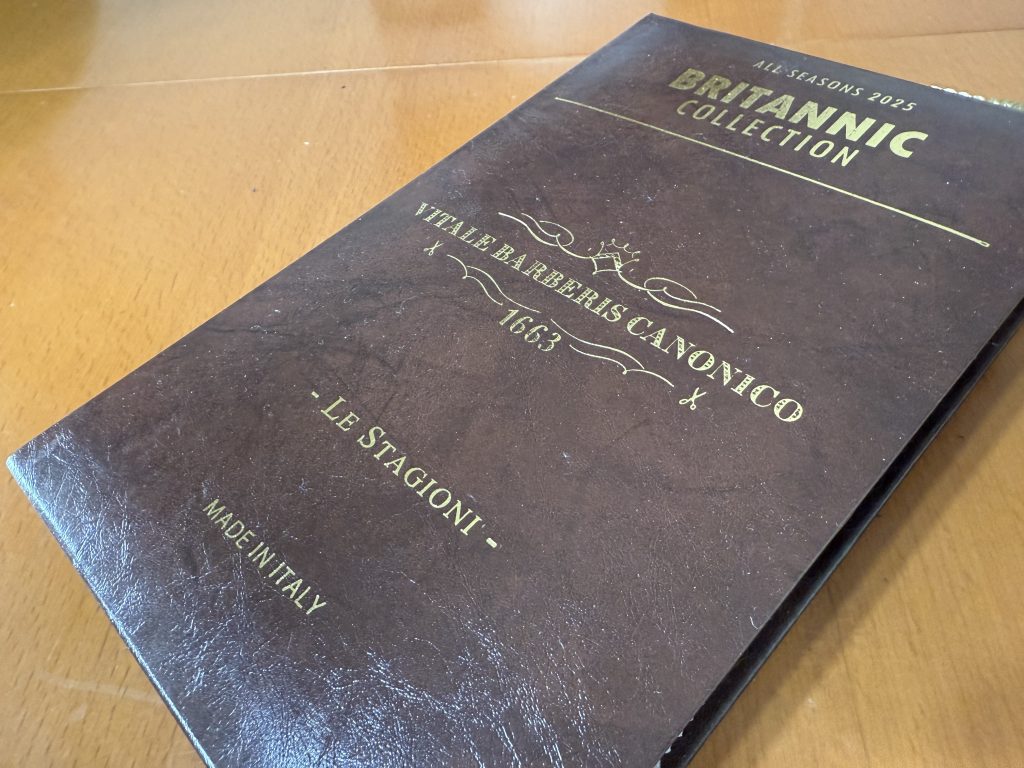 ALL SEASONS 2025
BRITANNIC
COLLECTION
VITALE BARBERIS CANONICO
1663
- LE STAGIONI -
MADE IN ITALY